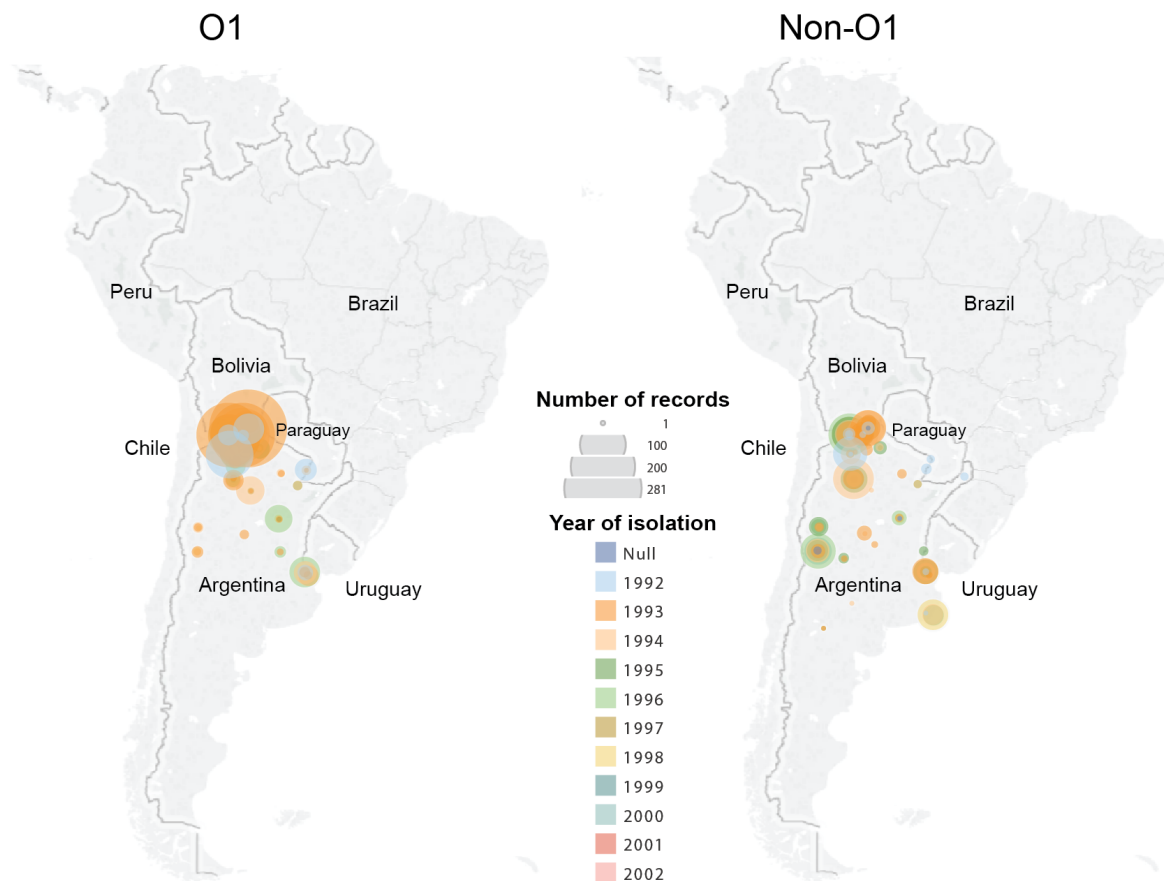 O1
Non-O1
Peru
Brazil
Bolivia
Paraguay
Chile
Argentina
Uruguay
Number of records
1
100
200
281
Year of isolation
Null
1992
1993
1994
1995
1996
1997
1998
1999
2000
2001
2002
Peru
Brazil
Bolivia
Paraguay
Chile
Argentina
Uruguay